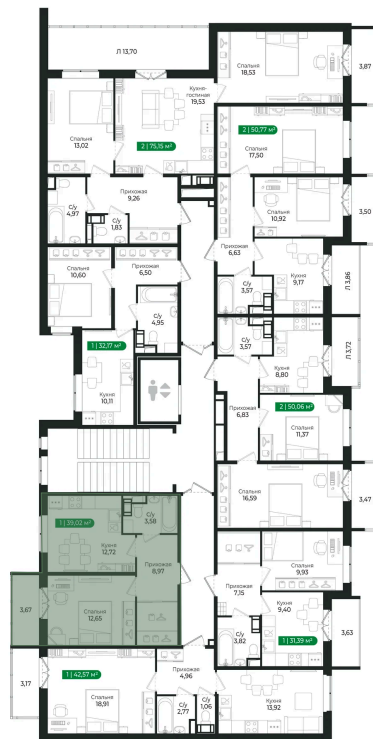 Л 13,70
Спальня
18,53
3,87
Кухня-
гостиная
19,53
Спальня
13,02
2 | 75,15 м²
2 | 50,77 м²
Спальня
17,50
Прихожая
9,26
С/у
4,97
С/у
1,83
Спальня
10,92
3,50
Прихожая
6,63
Спальня
10,60
Прихожая
6,50
С/у
3,57
Кухня
9,17
Л 3,86
С/у
4,95
1 | 32,17 м²
С/у
3,57
Кухня
8,80
Л 3,72
Кухня
10,11
Прихожая
6,83
2 | 50,06 м²
Спальня
11,37
Спальня
16,59
3,47
1 | 39,02 м²
С/у
3,58
Кухня
12,72
Прихожая
8,97
Спальня
9,93
Прихожая
7,15
3,67
Спальня
12,65
Кухня
9,40
1 | 31,39 м²
3,63
С/у
3,82
3,17
1 | 42,57 м²
Прихожая
4,96
Спальня
18,91
С/у
2,77
С/у
1,06
Кухня
13,92